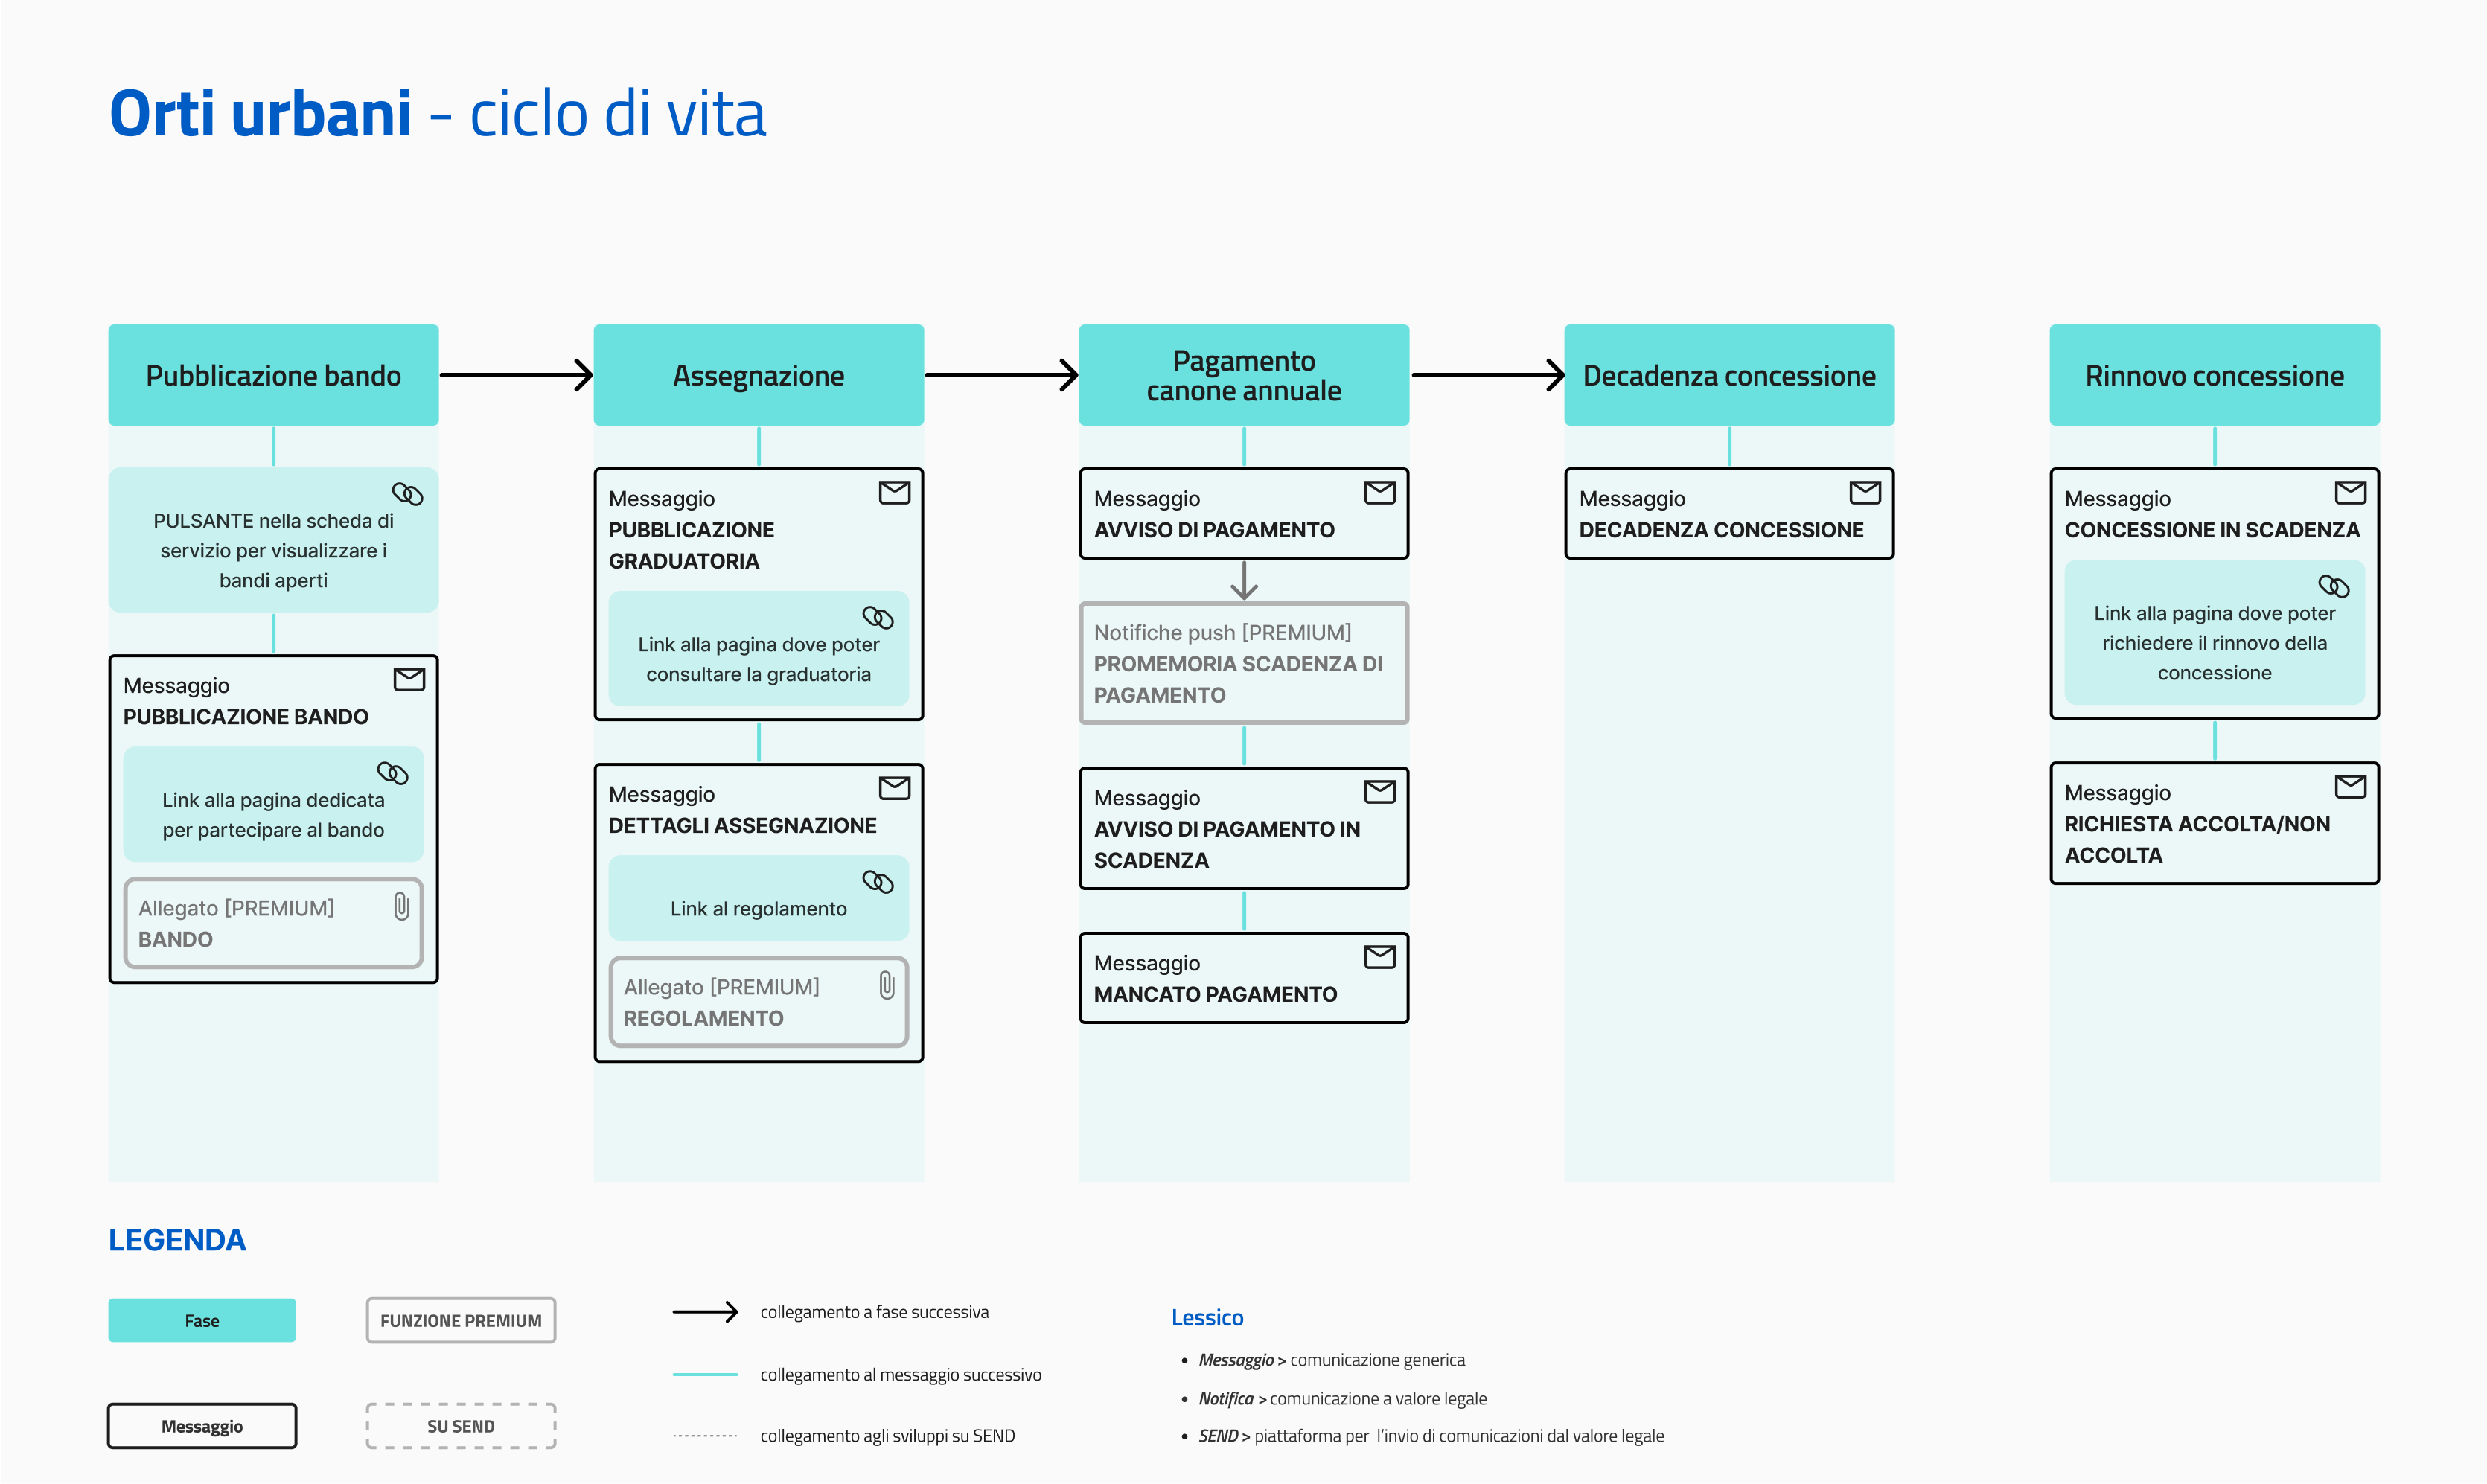 Orti urbani - ciclo di vita
Pubblicazione bando
PULSANTE nella scheda di
servizio per visualizzare i
bandi aperti
Messaggio
PUBBLICAZIONE BANDO
Link alla pagina dedicata
per partecipare al bando
Allegato [PREMIUM]
BANDO
Assegnazione
Messaggio
PUBBLICAZIONE
GRADUATORIA
Link alla pagina dove poter
consultare la graduatoria
Messaggio
DETTAGLI ASSEGNAZIONE
Link al regolamento
Allegato [PREMIUM]
REGOLAMENTO
Pagamento
canone annuale
Messaggio
AVVISO DI PAGAMENTO
Notifiche push [PREMIUM]
PROMEMORIA SCADENZA DI
PAGAMENTO
Messaggio
AVVISO DI PAGAMENTO IN
SCADENZA
Messaggio
MANCATO PAGAMENTO
Decadenza concessione
Messaggio
DECADENZA CONCESSIONE
Rinnovo concessione
Messaggio
CONCESSIONE IN SCADENZA
Link alla pagina dove poter
richiedere il rinnovo della
concessione
Messaggio
RICHIESTA ACCOLTA/NON
ACCOLTA
LEGENDA
Fase
FUNZIONE PREMIUM
Messaggio
SU SEND
collegamento a fase successiva
collegamento al messaggio successivo
collegamento agli sviluppi su SEND
Lessico
• Messaggio > comunicazione generica
• Notifica > comunicazione a valore legale
• SEND > piattaforma per l'invio di comunicazioni dal valore legale